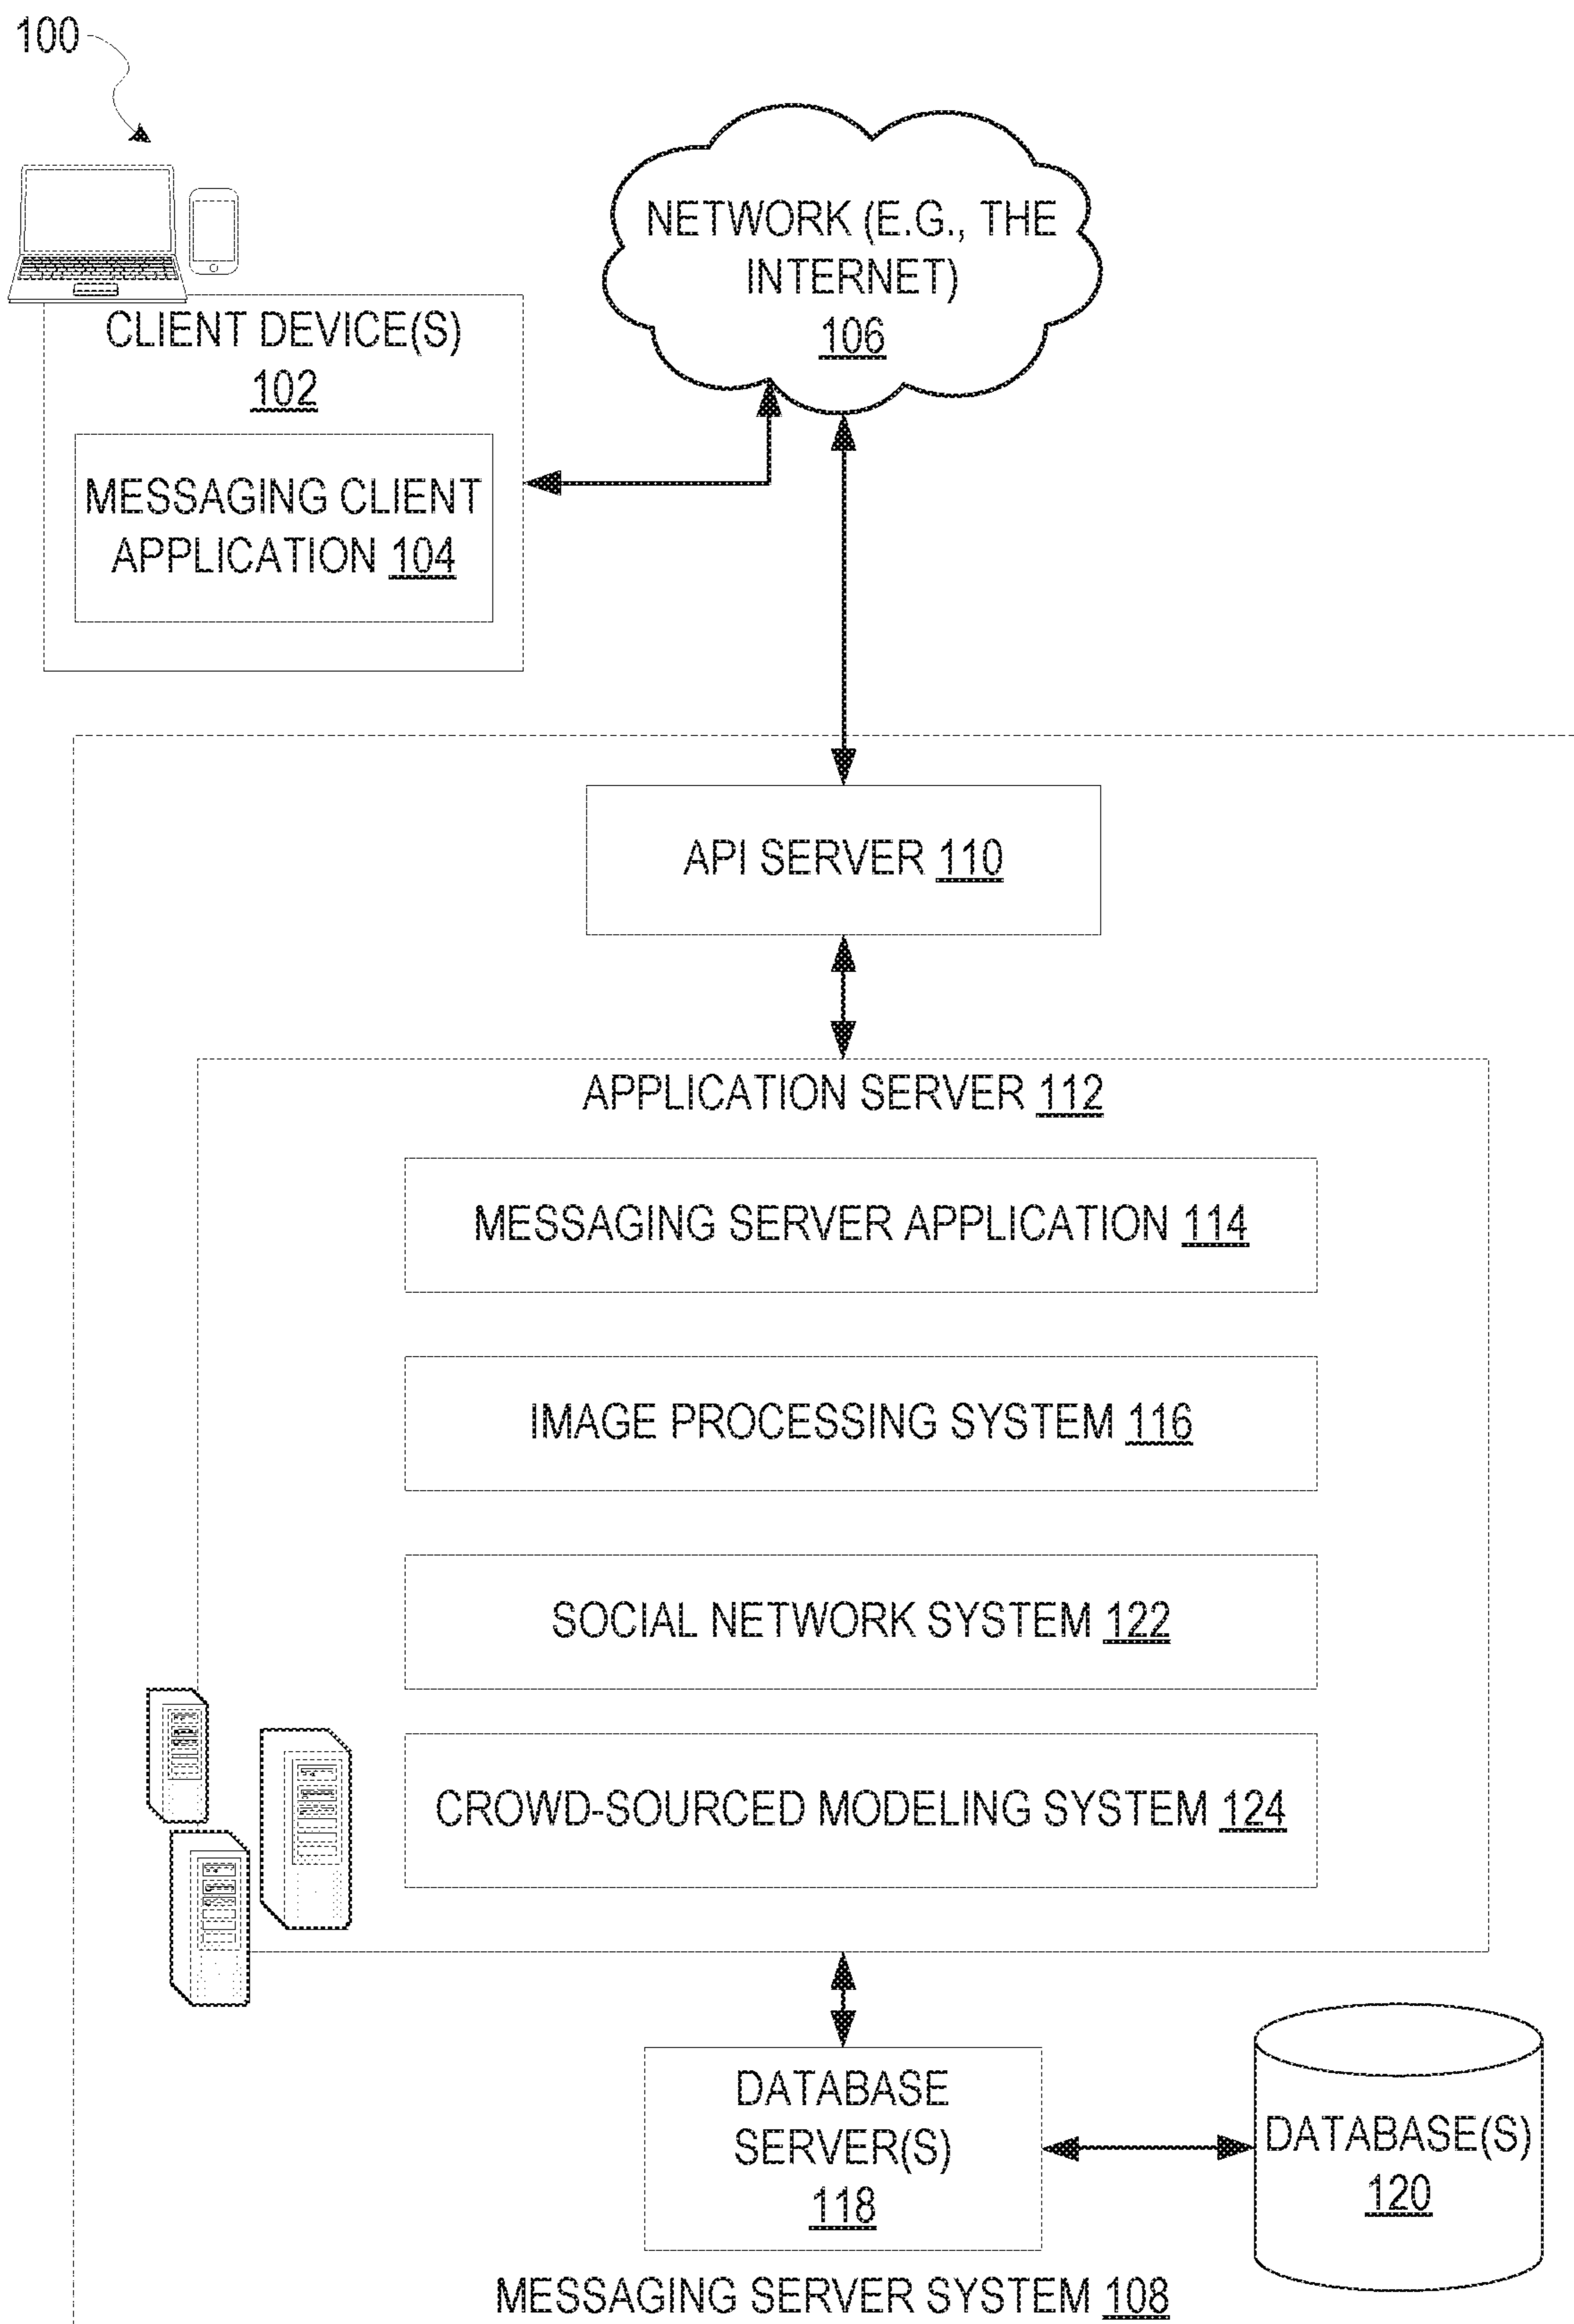 100
NETWORK (E.G., THE
INTERNET)
106
CLIENT DEVICE(S)
102
MESSAGING CLIENT
APPLICATION 104
API SERVER 110
APPLICATION SERVER 112
MESSAGING SERVER APPLICATION 114
IMAGE PROCESSING SYSTEM 116
SOCIAL NETWORK SYSTEM 122
CROWD-SOURCED MODELING SYSTEM 124
DATABASE
SERVER(S)
118
DATABASE(S)
120
MESSAGING SERVER SYSTEM 108